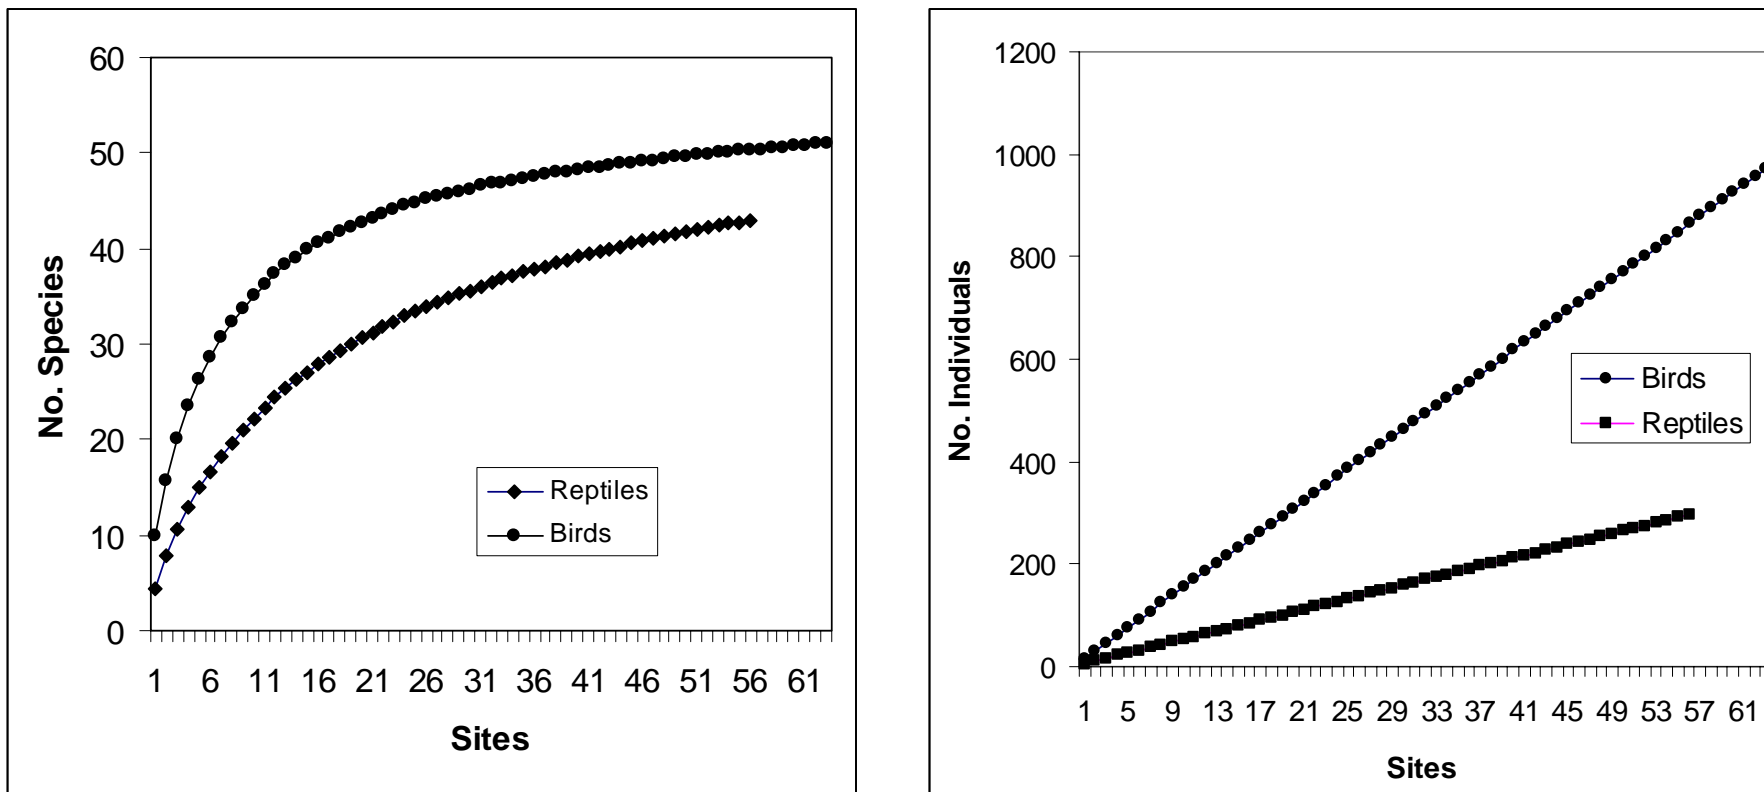 60
50
40
30
20
10
0
No. Species
Reptiles
Birds
1 6 11 16 21 26 31 36 41 46 51 56 61
Sites
1200
1000
800
600
400
200
0
No. Individuals
Birds
Reptiles
1 5 9 13 17 21 25 29 33 37 41 45 49 53 57 61
Sites